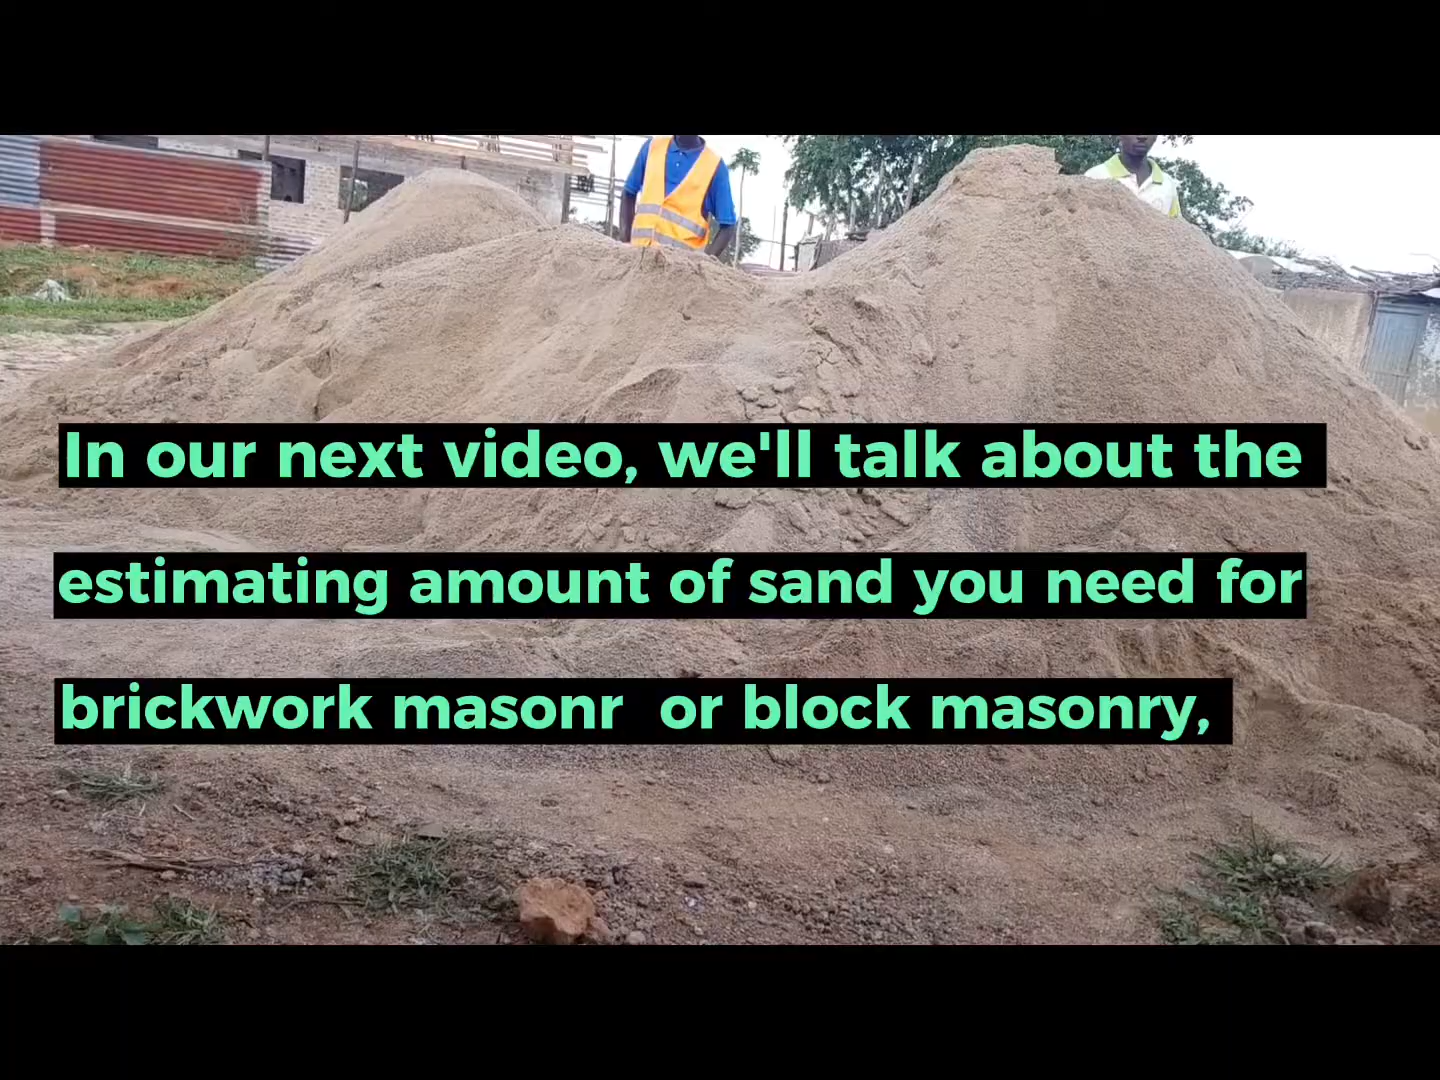 In our next video, we'll talk about the
estimating amount of sand you need for
brickwork masonr or block masonry,